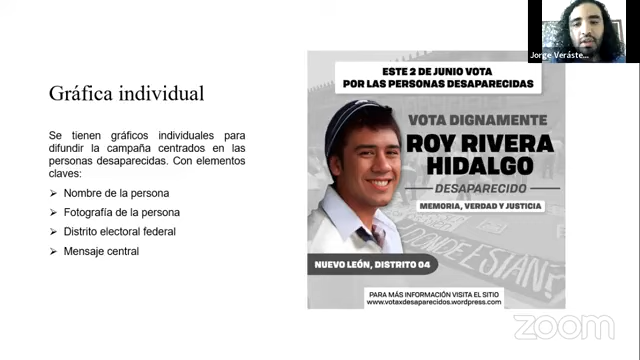 Gráfica individual
Se tienen gráficos individuales para
difundir la campaña centrados en las
personas desaparecidas. Con elementos
claves:
Nombre de la persona
Fotografía de la persona
Distrito electoral federal
Mensaje central
ESTE 2 DE JUNIO VOTA
POR LAS PERSONAS DESAPARECIDAS
VOTA DIGNAMENTE
ROY RIVERA
HIDALGO
DESAPARECIDO
MEMORIA, VERDAD Y JUSTICIA
¿DÓNDE ESTÁN?
NUEVO LEÓN, DISTRITO 04
PARA MÁS INFORMACIÓN VISITA EL SITIO
www.votaxdesaparecidos.wordpress.com
Jorge Veráste...
zoom